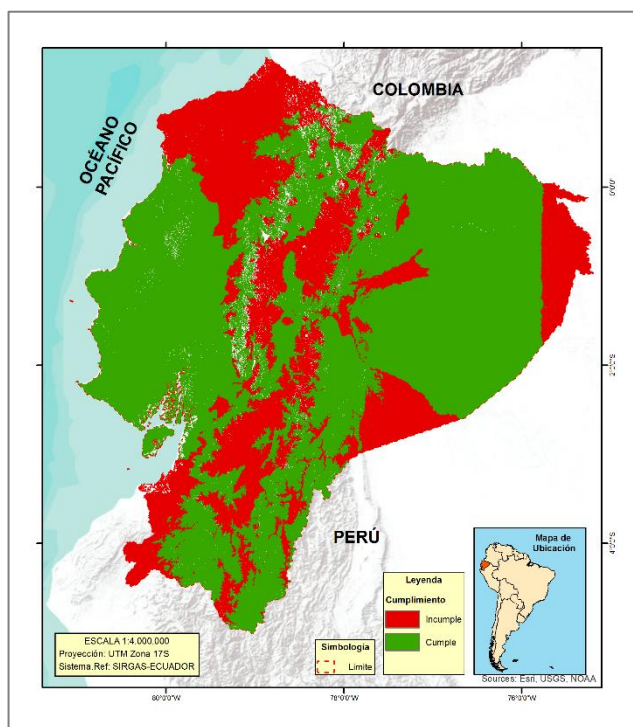 COLOMBIA
OCÉANO
PACÍFICO
0°0'0"
2°0'0"S
PERÚ
4°0'0"S
Mapa de
Ubicación
Leyenda
Cumplimiento
Incumple
Cumple
ESCALA 1:4.000.000
Proyección: UTM Zona 17S
Sistema.Ref: SIRGAS-ECUADOR
Simbología
Límite
Sources: Esri, USGS, NOAA
80°0'0"W
78°0'0"W
76°0'0"W